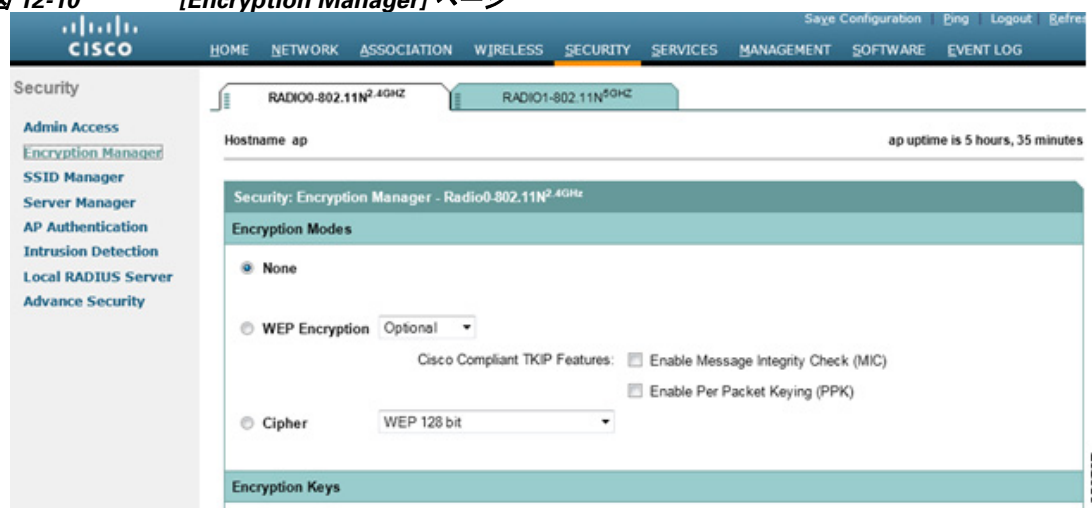 12-10 [Encryption Manager] ページ
Save Configuration | Ping | Logout | Refres
CISCO
HOME NETWORK ASSOCIATION WIRELESS SECURITY SERVICES MANAGEMENT SOFTWARE EVENT LOG
Security
RADIO0-802.11N2.4GHZ RADIO1-802.11N5GHZ
Admin Access
Encryption Manager
SSID Manager
Server Manager
AP Authentication
Intrusion Detection
Local RADIUS Server
Advance Security
Hostname ap ap uptime is 5 hours, 35 minutes
Security: Encryption Manager - Radio0-802.11N2.4GHz
Encryption Modes
None
WEP Encryption Optional
Cisco Compliant TKIP Features: Enable Message Integrity Check (MIC)
Enable Per Packet Keying (PPK)
Cipher WEP 128 bit
Encryption Keys